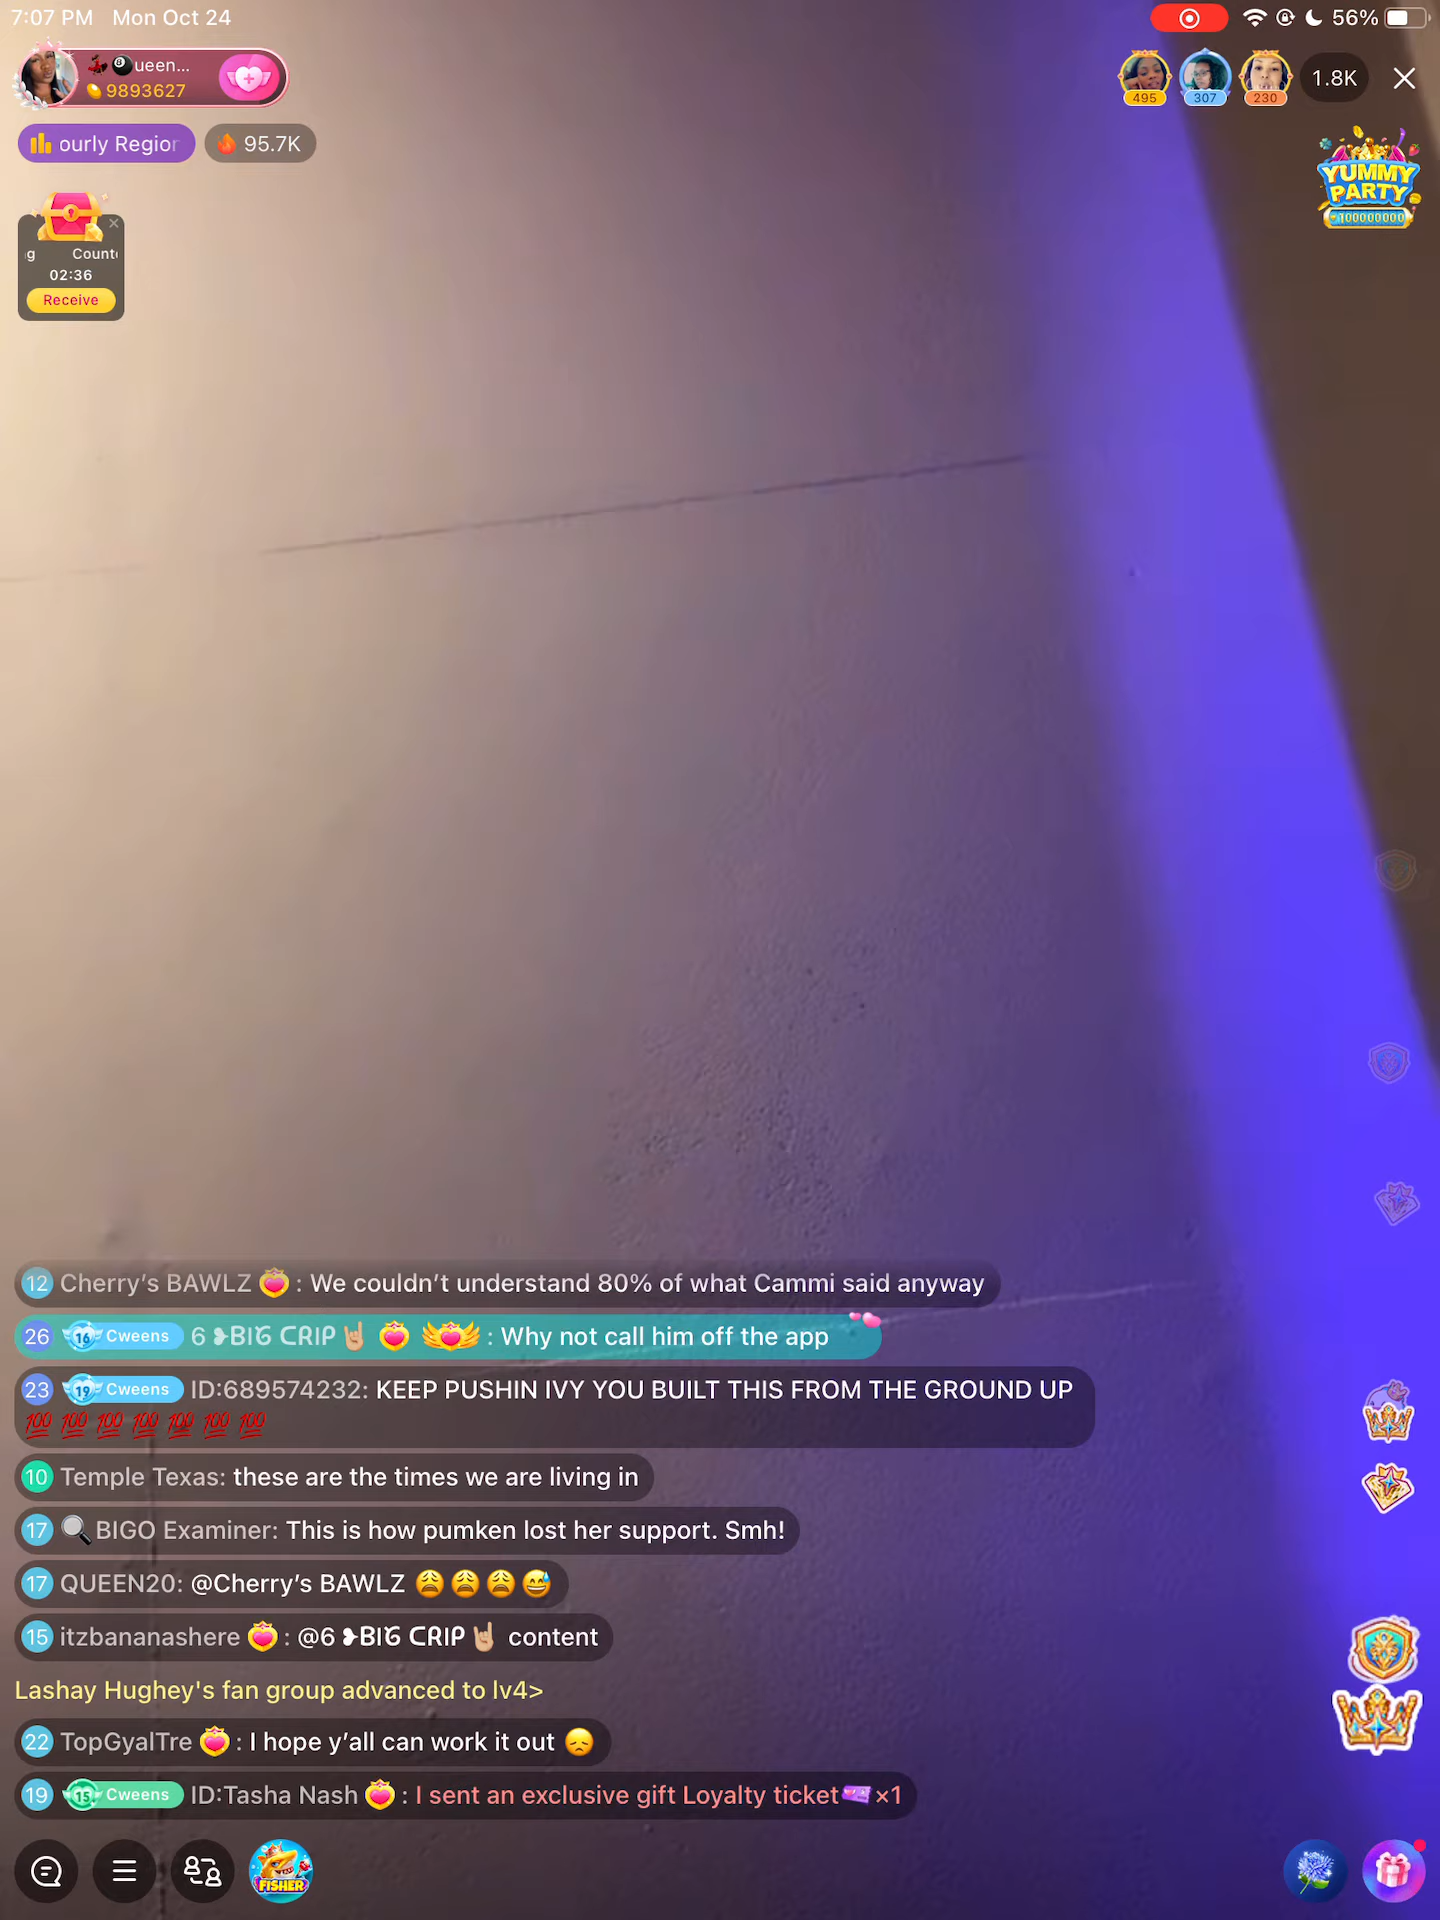 7:07 PM Mon Oct 24
56%
ueen...
9893627
495
307
230
1.8K
ourly Region
95.7K
YUMMY
PARTY
100000000
g Count
02:36
Receive
12 Cherry’s BAWLZ : We couldn’t understand 80% of what Cammi said anyway
26 16 Cweens 6 ❥BIG CRIP🤘🏼 : Why not call him off the app
23 19 Cweens ID:689574232: KEEP PUSHIN IVY YOU BUILT THIS FROM THE GROUND UP
💯 💯 💯 💯 💯 💯 💯
10 Temple Texas: these are the times we are living in
17 🔍BIGO Examiner: This is how pumken lost her support. Smh!
17 QUEEN20: @Cherry’s BAWLZ 😩 😩 😩 😅
15 itzbananashere : @6 ❥BIG CRIP🤘🏼 content
Lashay Hughey's fan group advanced to lv4>
22 TopGyalTre : I hope y’all can work it out 😞
19 15 Cweens ID:Tasha Nash : I sent an exclusive gift Loyalty ticket×1
FISHER